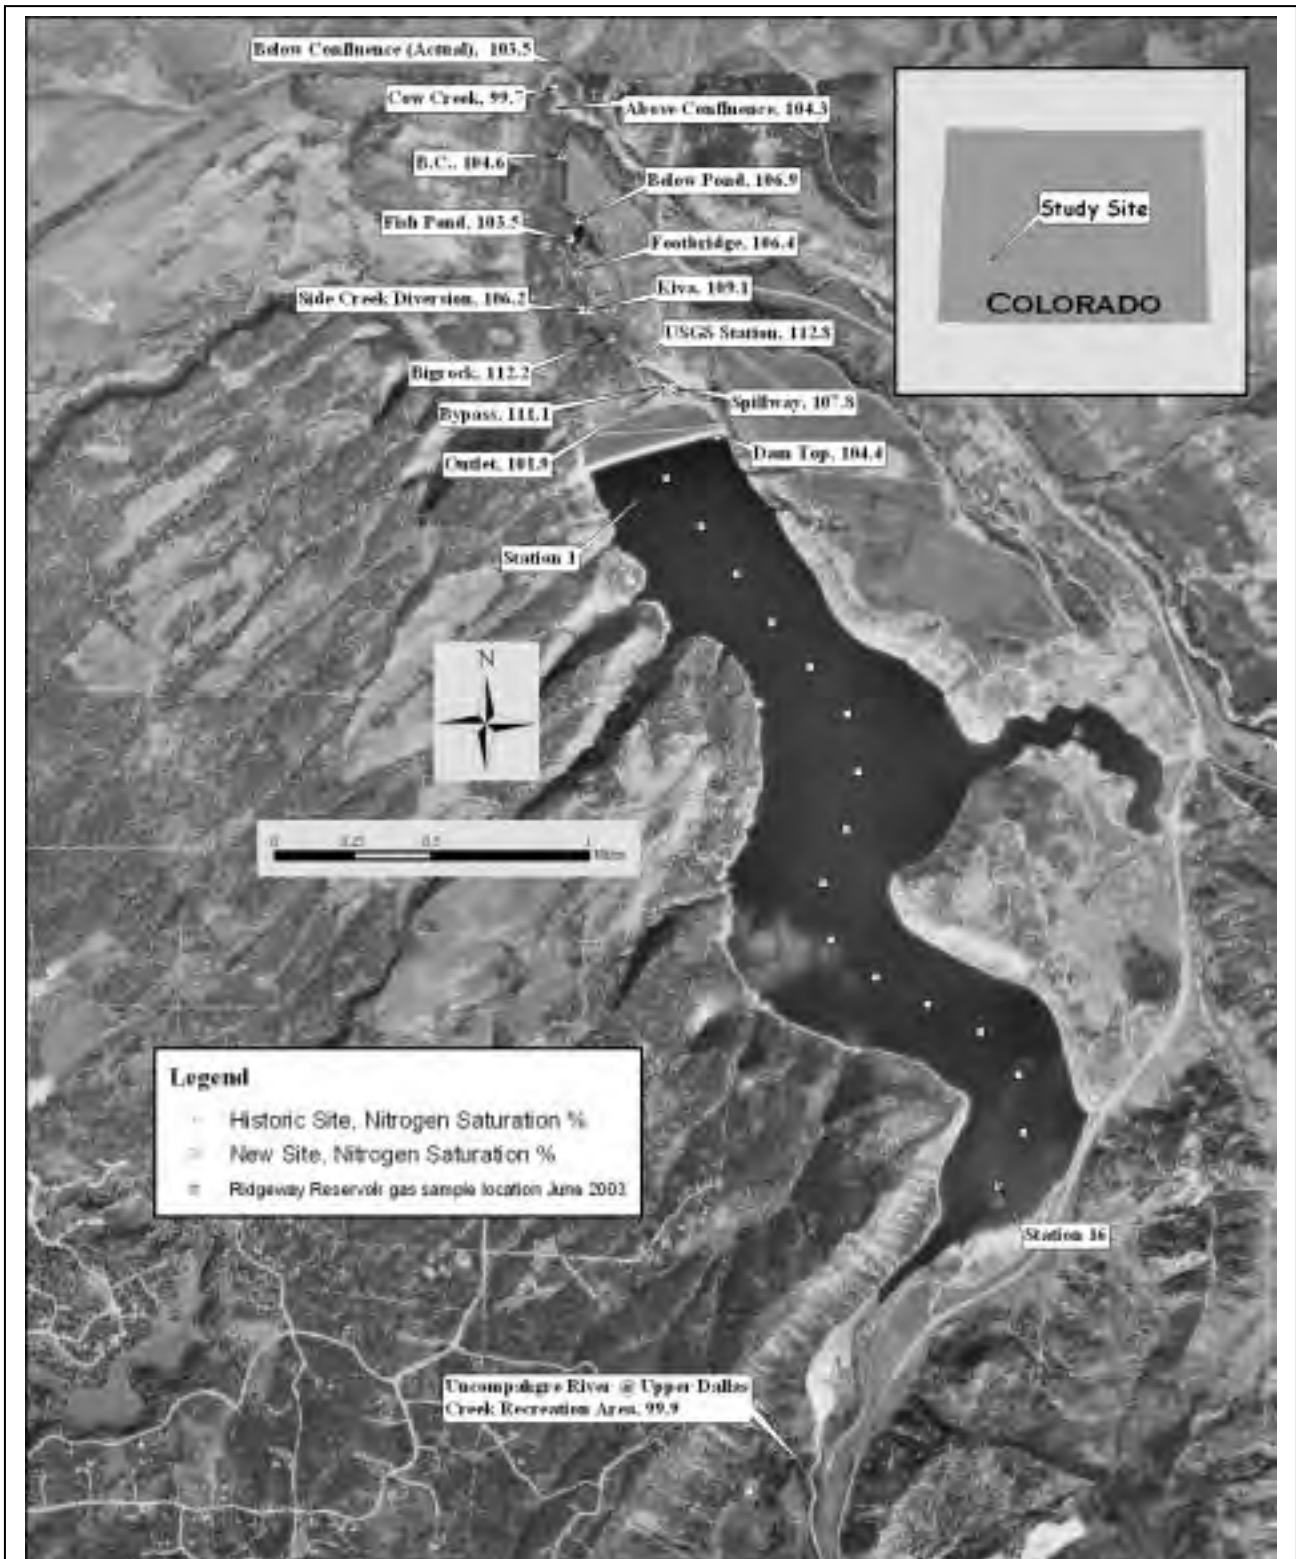 Below Confluence (Actual), 103.5
Cow Creek, 99.7
Above Confluence, 104.3
B.C., 104.6
Below Pond, 106.9
Fish Pond, 103.5
Footbridge, 106.4
Side Creek Diversion, 106.2
Kiva, 109.1
USGS Station, 112.8
Bigrock, 112.2
Bypass, 111.1
Spillway, 107.8
Outlet, 101.9
Dam Top, 104.4
Station 1
Study Site
COLORADO
N
0 0.25 0.5 1
Miles
Legend
Historic Site, Nitrogen Saturation %
New Site, Nitrogen Saturation %
Ridgeway Reservoir gas sample location June 2003
Station 16
Uncompahgre River @ Upper Dallas
Creek Recreation Area, 99.9